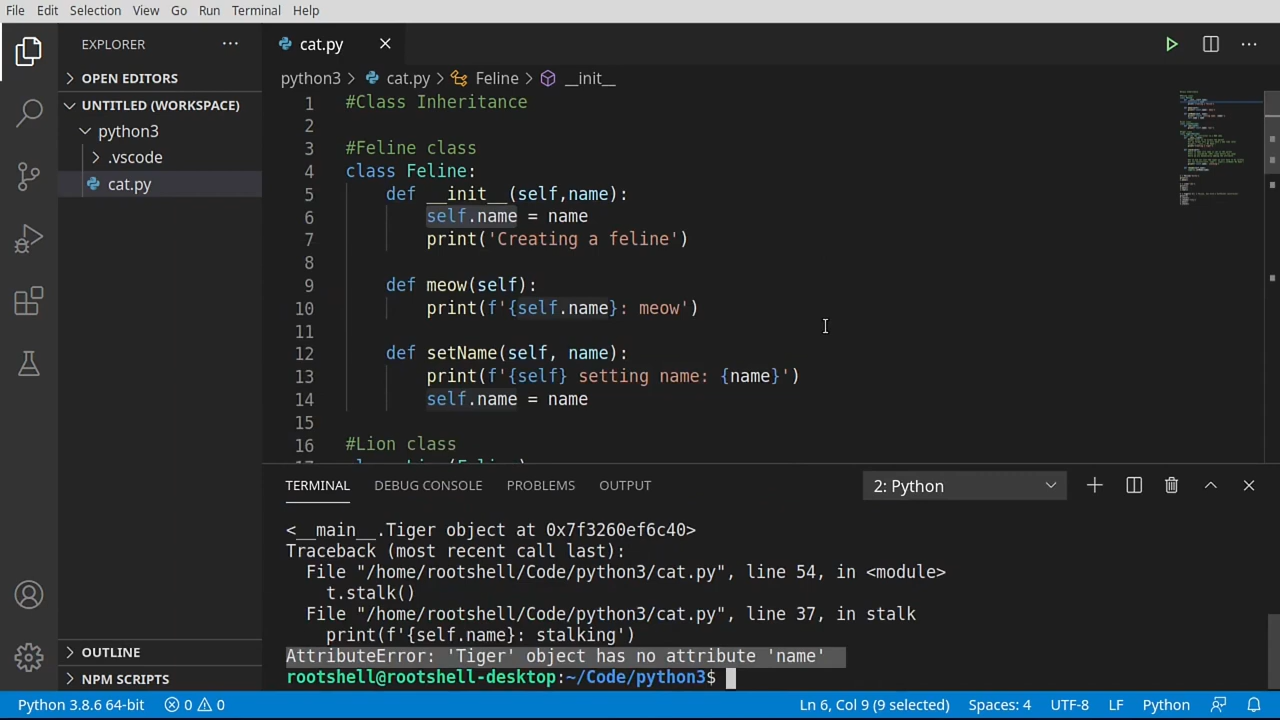 File Edit Selection View Go Run Terminal Help
EXPLORER
cat.py
OPEN EDITORS
python3 cat.py Feline __init__
UNTITLED (WORKSPACE)
python3
.vscode
cat.py
1 #Class Inheritance
2
3 #Feline class
4 class Feline:
5 def __init__(self,name):
6 self.name = name
7 print('Creating a feline')
8
9 def meow(self):
10 print(f'{self.name}: meow')
11
12 def setName(self, name):
13 print(f'{self} setting name: {name}')
14 self.name = name
15
16 #Lion class
TERMINAL DEBUG CONSOLE PROBLEMS OUTPUT 2: Python
<__main__.Tiger object at 0x7f3260ef6c40>
Traceback (most recent call last):
File "/home/rootshell/Code/python3/cat.py", line 54, in <module>
t.stalk()
File "/home/rootshell/Code/python3/cat.py", line 37, in stalk
print(f'{self.name}: stalking')
AttributeError: 'Tiger' object has no attribute 'name'
rootshell@rootshell-desktop:~/Code/python3$
OUTLINE
NPM SCRIPTS
Python 3.8.6 64-bit 0 0 Ln 6, Col 9 (9 selected) Spaces: 4 UTF-8 LF Python